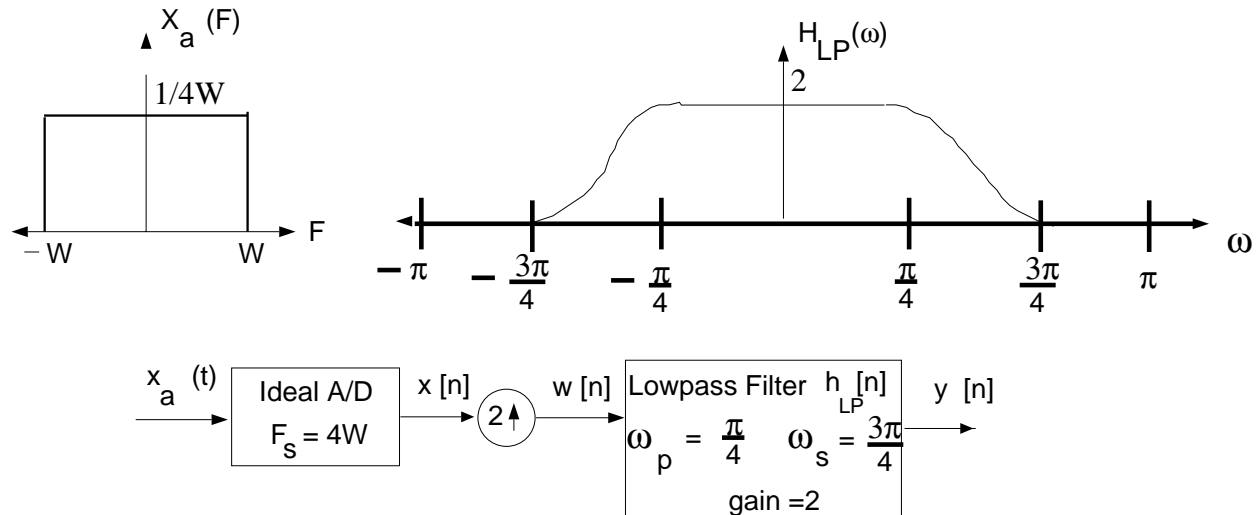 X_a (F)
1/4W
− W
W
F
H_LP(ω)
2
− π
− 3π/4
− π/4
π/4
3π/4
π
ω
x_a (t)
Ideal A/D
F_s = 4W
x [n]
2↑
w [n]
Lowpass Filter h_LP[n]
ω_p = π/4 ω_s = 3π/4
gain =2
y [n]